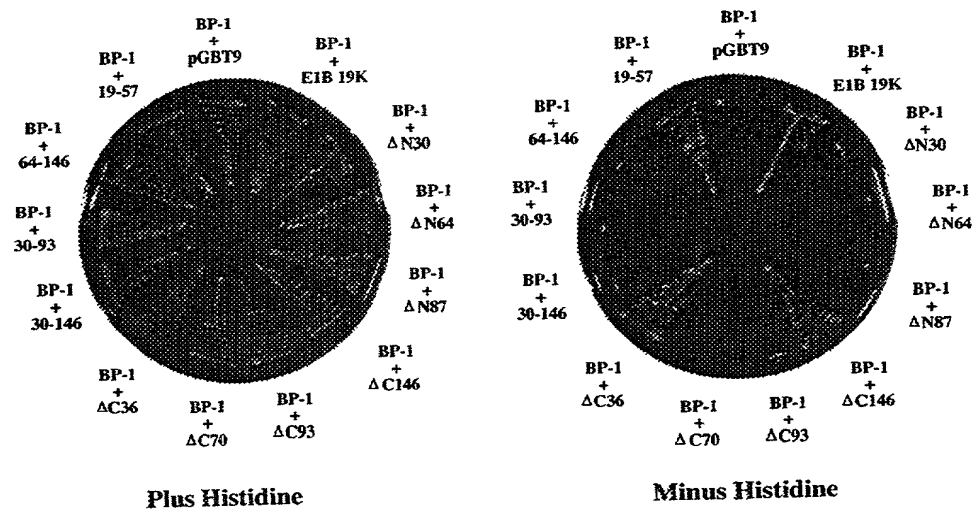 BP-1
+
pGBT9
BP-1
+
E1B 19K
BP-1
+
ΔN30
BP-1
+
ΔN64
BP-1
+
ΔN87
BP-1
+
ΔC146
BP-1
+
ΔC93
BP-1
+
ΔC70
BP-1
+
ΔC36
BP-1
+
30-146
BP-1
+
30-93
BP-1
+
64-146
BP-1
+
19-57
Plus Histidine
BP-1
+
pGBT9
BP-1
+
E1B 19K
BP-1
+
ΔN30
BP-1
+
ΔN64
BP-1
+
ΔN87
BP-1
+
ΔC146
BP-1
+
ΔC93
BP-1
+
ΔC70
BP-1
+
ΔC36
BP-1
+
30-146
BP-1
+
30-93
BP-1
+
64-146
BP-1
+
19-57
Minus Histidine